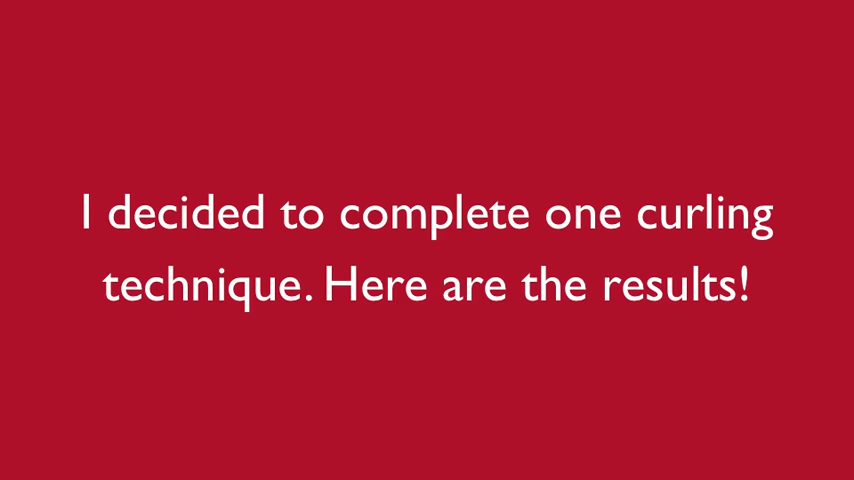 I decided to complete one curling
technique. Here are the results!